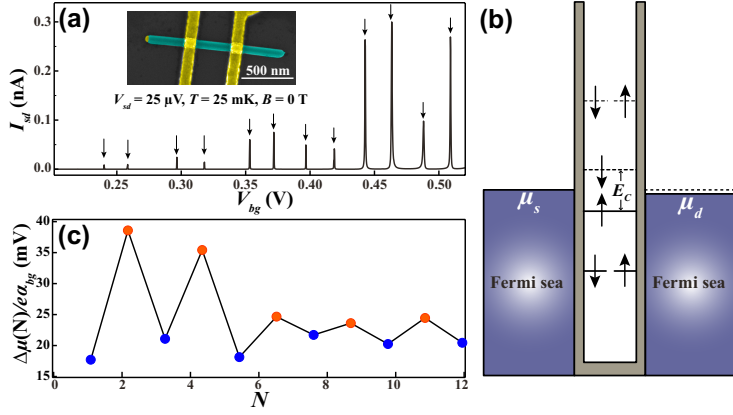 (a)
0.3
0.2
0.1
0.0
I_sd (nA)
500 nm
V_sd = 25 µV, T = 25 mK, B = 0 T
0.25 0.30 0.35 0.40 0.45 0.50
V_bg (V)
(b)
E_C
μ_s
μ_d
Fermi sea
Fermi sea
(c)
40
35
30
25
20
15
Δμ(N)/eα_bg (mV)
0 2 4 6 8 10 12
N